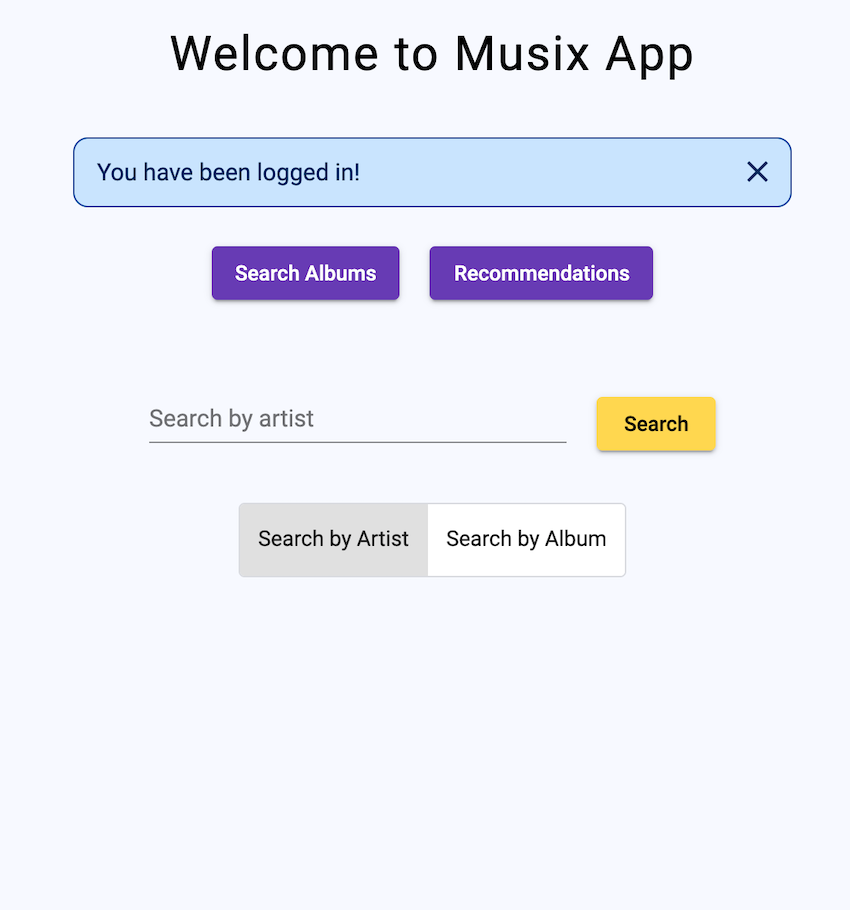 Welcome to Musix App
You have been logged in!
Search Albums
Recommendations
Search by artist
Search
Search by Artist
Search by Album